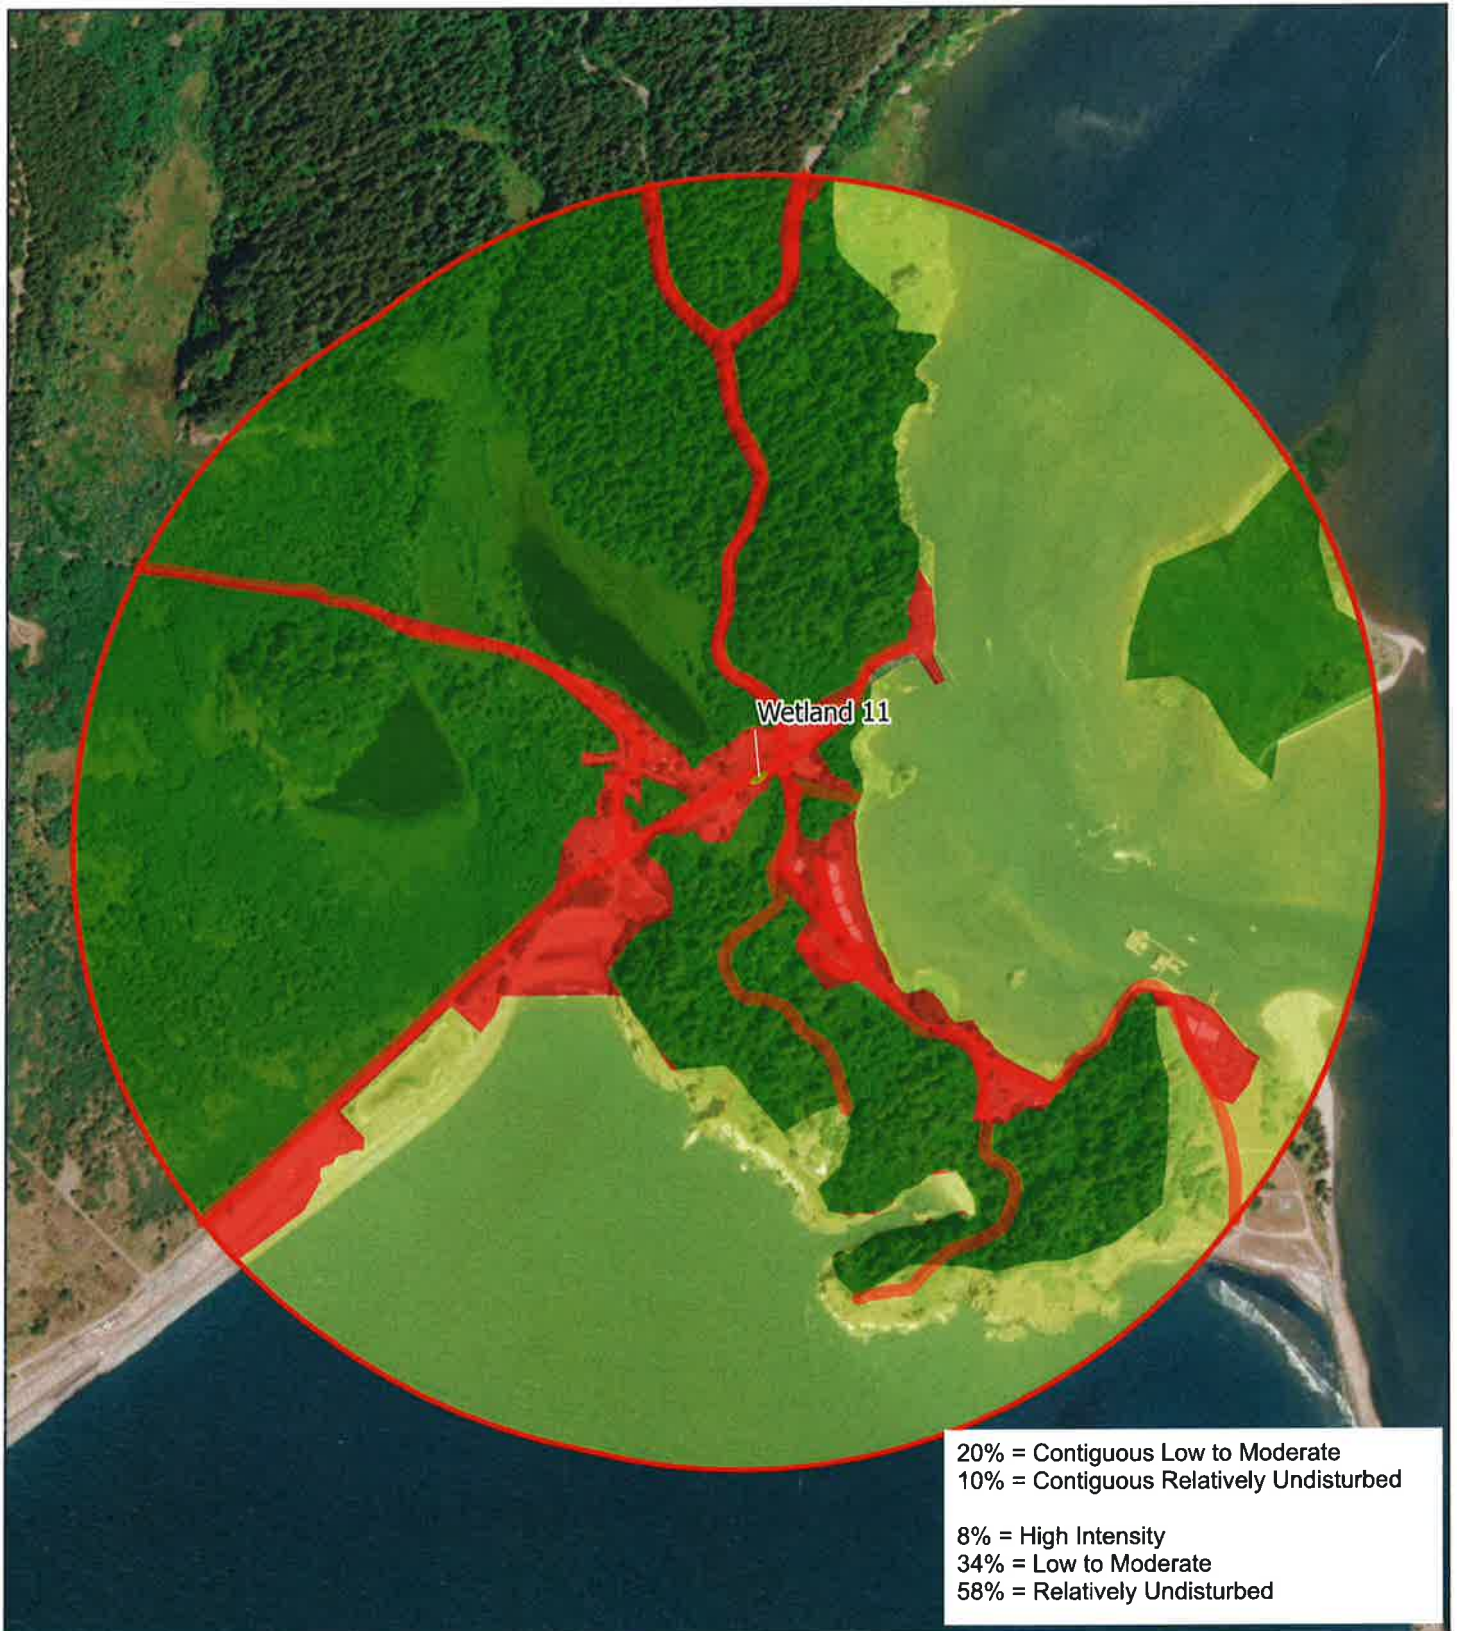 Wetland 11
20% = Contiguous Low to Moderate
10% = Contiguous Relatively Undisturbed
8% = High Intensity
34% = Low to Moderate
58% = Relatively Undisturbed